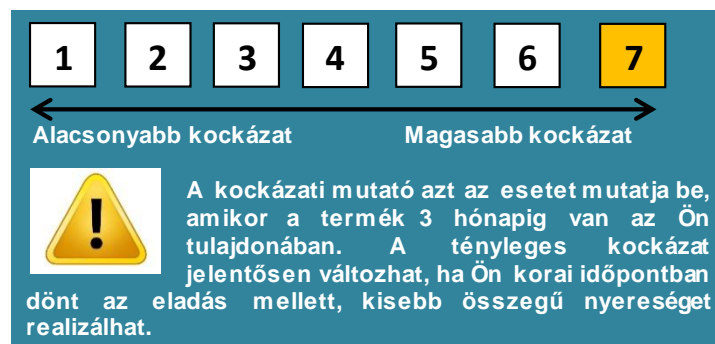 1 2 3 4 5 6 7
Alacsonyabb kockázat Magasabb kockázat
A kockázati mutató azt az esetet mutatja be,
amikor a termék 3 hónapig van az Ön
tulajdonában. A tényleges kockázat
jelentősen változhat, ha Ön korai időpontban
dönt az eladás mellett, kisebb összegű nyereséget
realizálhat.